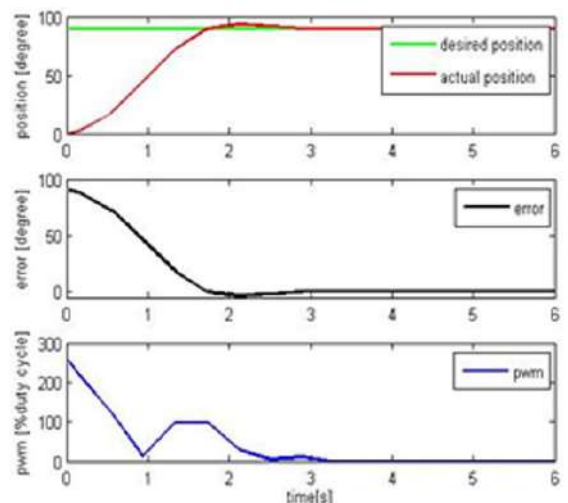 100
50
0
position [degree]
desired position
actual position
0 1 2 3 4 5 6
100
50
0
error [degree]
error
0 1 2 3 4 5 6
300
200
100
0
pwm [%duty cycle]
pwm
0 1 2 3 4 5 6
time[s]